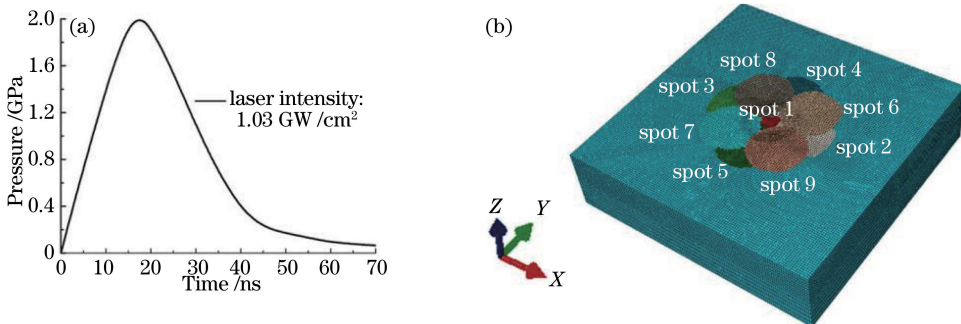 (a)
2.0
1.6
1.2
0.8
0.4
0
Pressure /GPa
laser intensity:
1.03 GW /cm²
0 10 20 30 40 50 60 70
Time /ns
(b)
spot 8
spot 4
spot 3
spot 1
spot 6
spot 7
spot 2
spot 5
spot 9
Z
Y
X